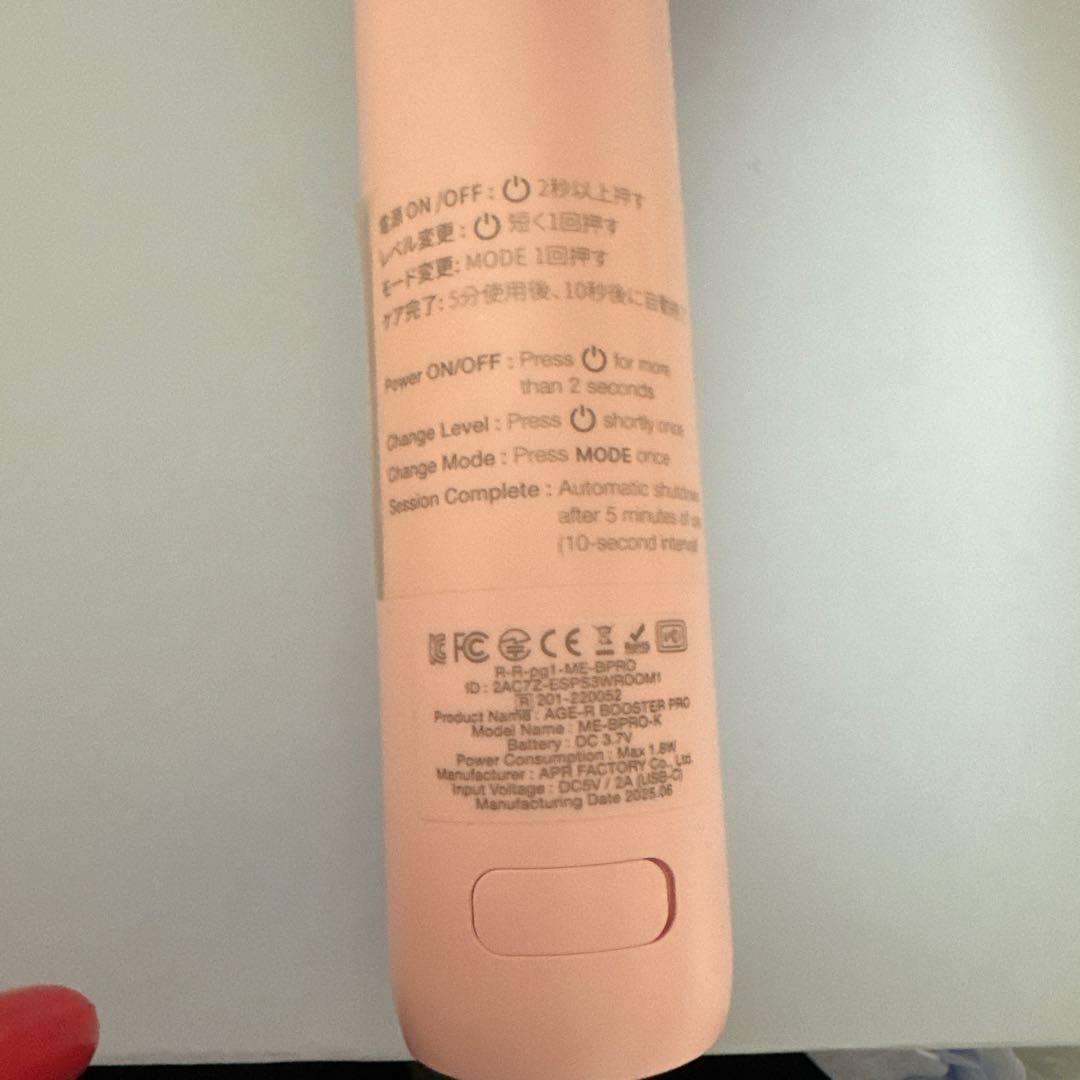 電源 ON /OFF : 2秒以上押す
レベル変更 : 短く1回押す
モード変更: MODE 1回押す
ケア完了: 5分使用後、10秒後に自動
Power ON/OFF : Press for more
than 2 seconds
Change Level : Press shortly once
Change Mode : Press MODE once
Session Complete : Automatic
after 5 minutes of
(10-second
FC CE
R-R-pg1-ME-BPRO
ID : 2AC7Z-ESPS3WROOM1
R 201-220052
Product Name : AGE-R BOOSTER PRO
Model Name : ME-BPRO-K
Battery : DC 3.7V
Power Consumption : Max 1.8W
Manufacturer : APR FACTORY Co., Ltd.
Input Voltage : DC5V / 2A (USB-C)
Manufacturing Date 2025.06